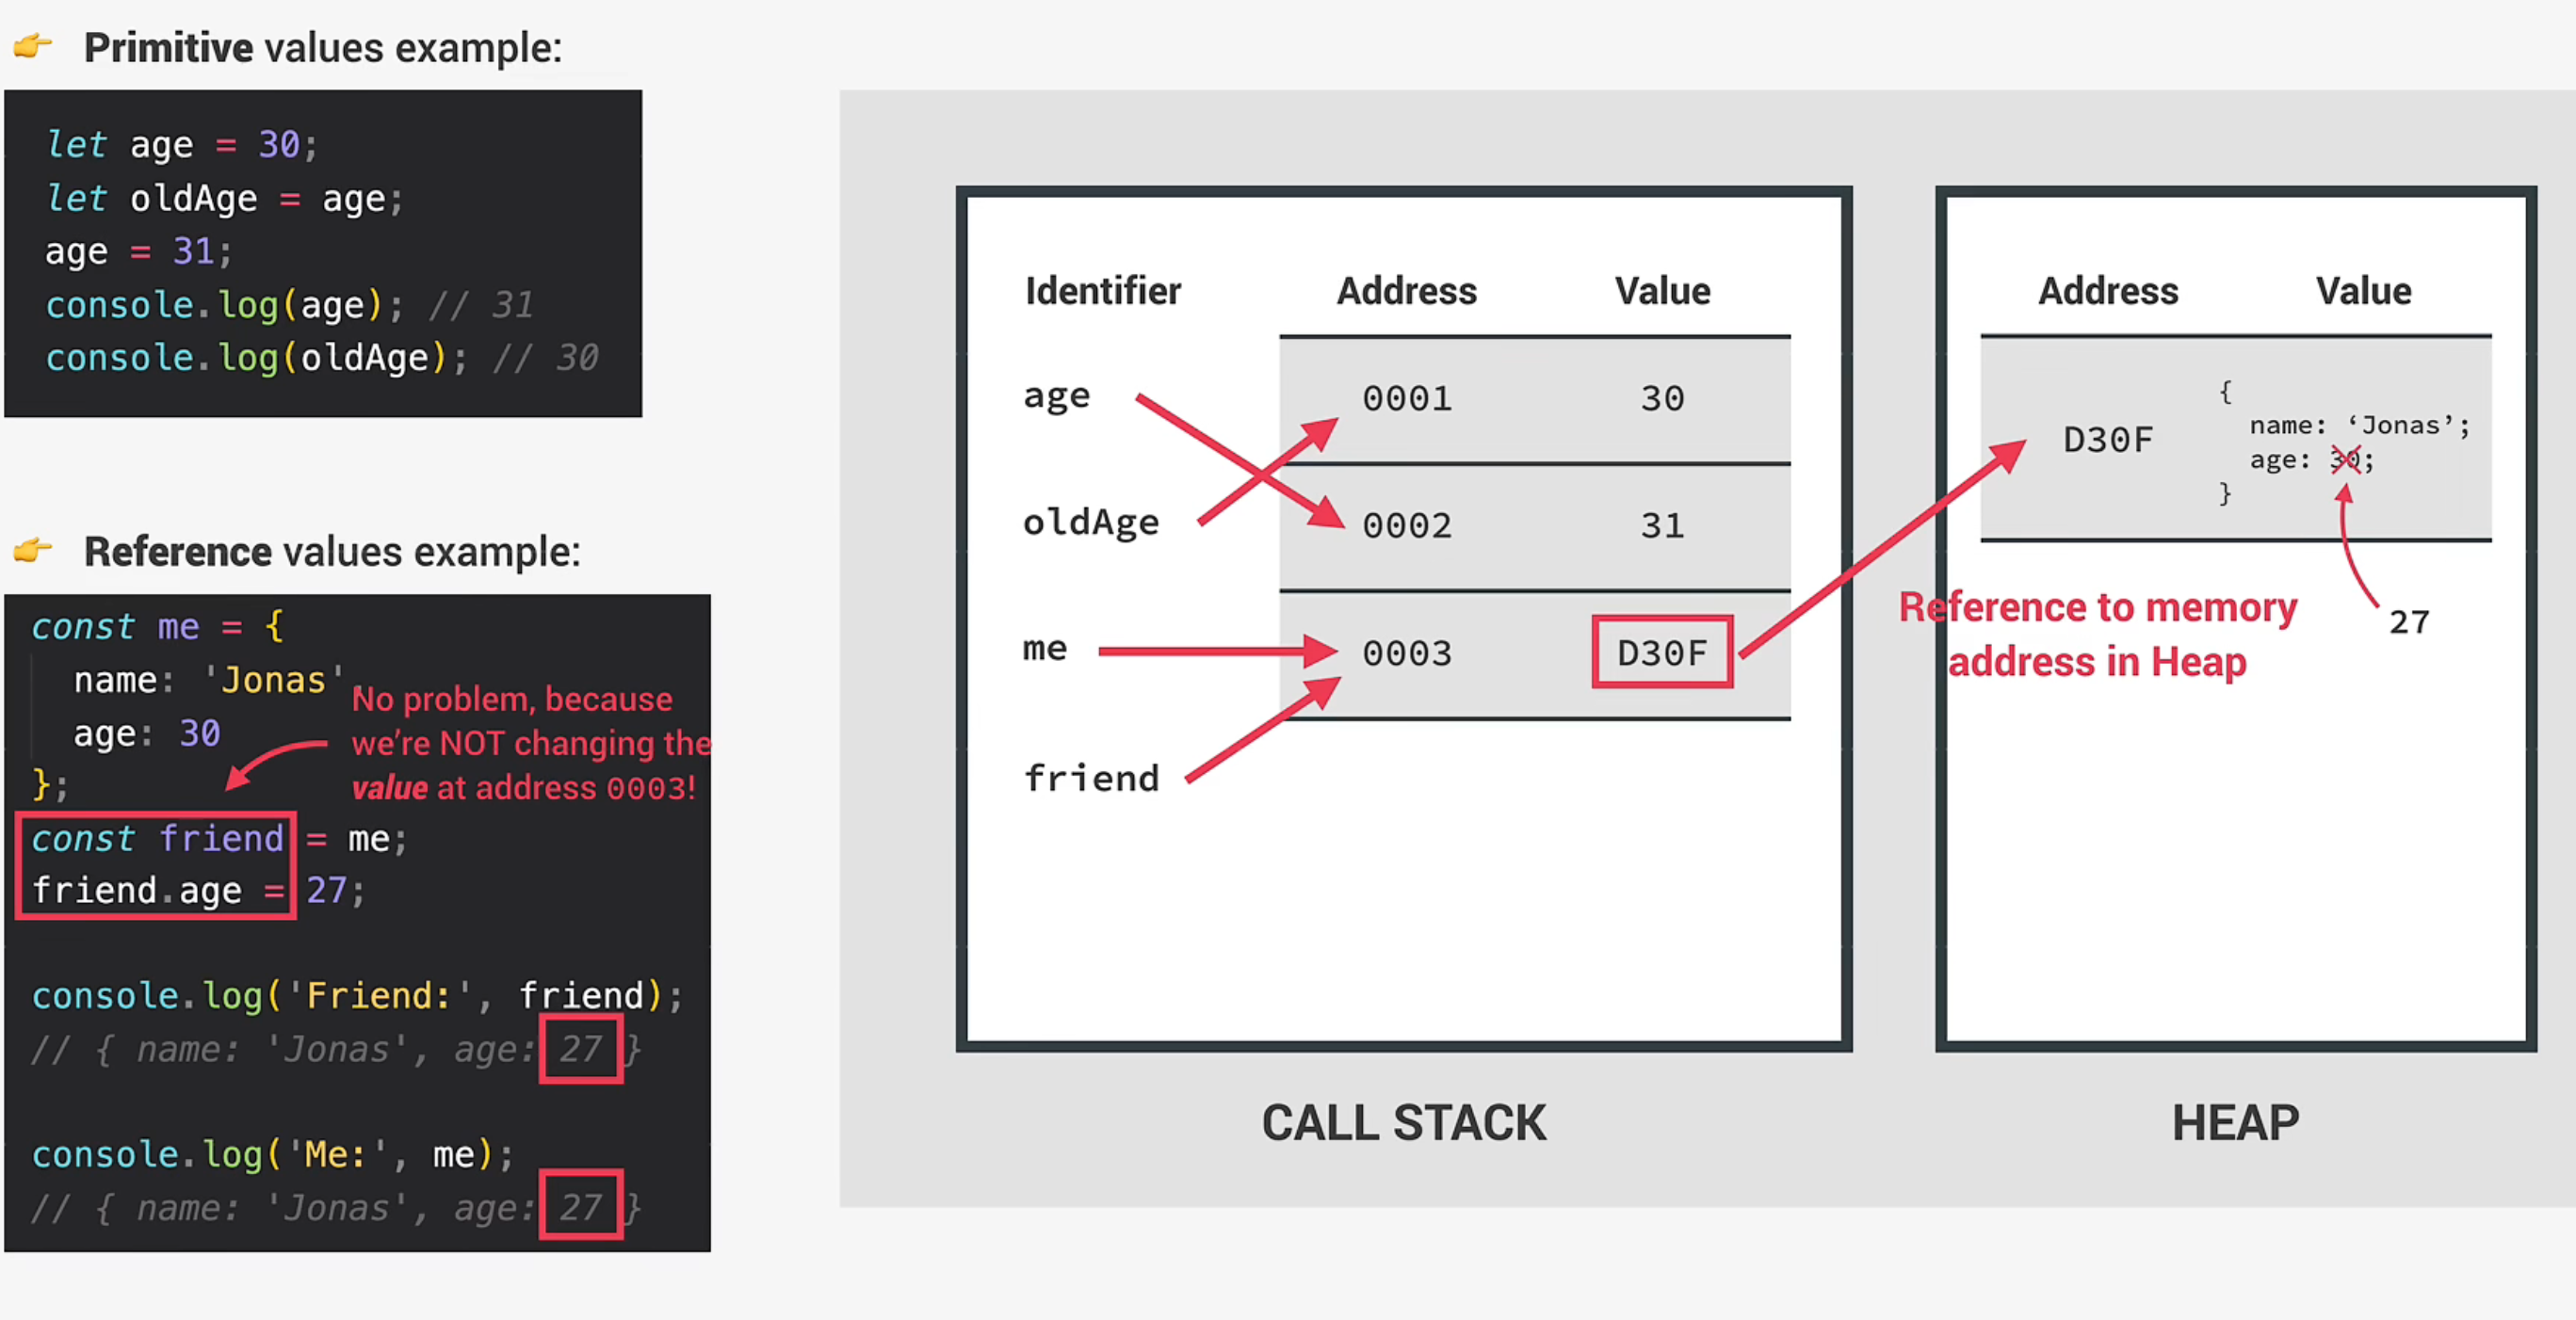 👉 Primitive values example:
let age = 30;
let oldAge = age;
age = 31;
console.log(age); // 31
console.log(oldAge); // 30
👉 Reference values example:
const me = {
name: 'Jonas'
age: 30
};
No problem, because
we're NOT changing the
value at address 0003!
const friend = me;
friend.age = 27;
console.log('Friend:', friend);
// { name: 'Jonas', age: 27 }
console.log('Me:', me);
// { name: 'Jonas', age: 27 }
Identifier Address Value
age 0001 30
oldAge 0002 31
me 0003 D30F
friend
CALL STACK
Address Value
{
name: ‘Jonas’;
D30F
age: 30;
}
27
Reference to memory
address in Heap
HEAP